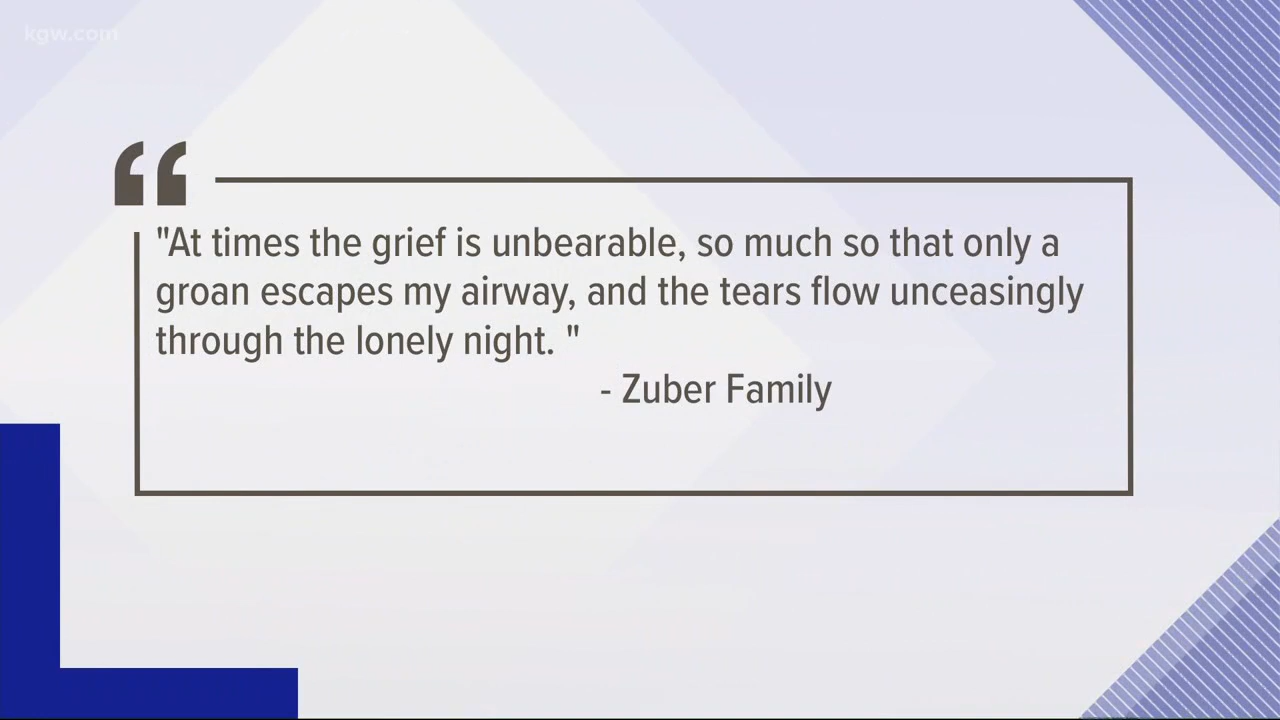 kgw.com
"At times the grief is unbearable, so much so that only a
groan escapes my airway, and the tears flow unceasingly
through the lonely night. "
- Zuber Family